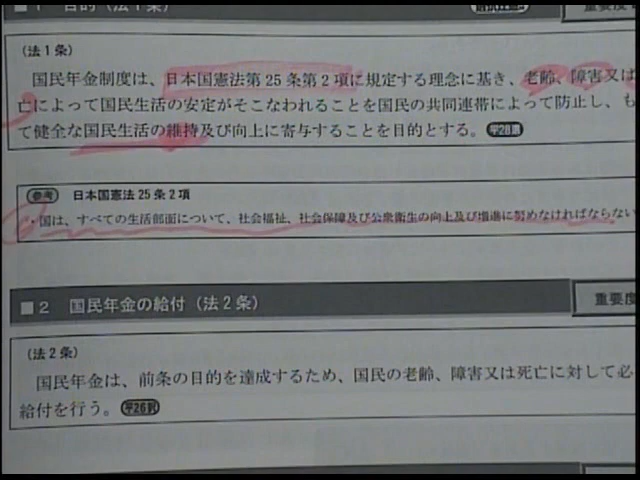 ■1 目的（法1条）
重要度
（法1条）
国民年金制度は、日本国憲法第25条第2項に規定する理念に基き、老齢、障害又は
亡によって国民生活の安定がそこなわれることを国民の共同連帯によって防止し、も
て健全な国民生活の維持及び向上に寄与することを目的とする。
参考 日本国憲法25条2項
・国は、すべての生活部面について、社会福祉、社会保障及び公衆衛生の向上及び増進に努めなければならない
■2 国民年金の給付（法2条）
重要度
（法2条）
国民年金は、前条の目的を達成するため、国民の老齢、障害又は死亡に対して必
給付を行う。